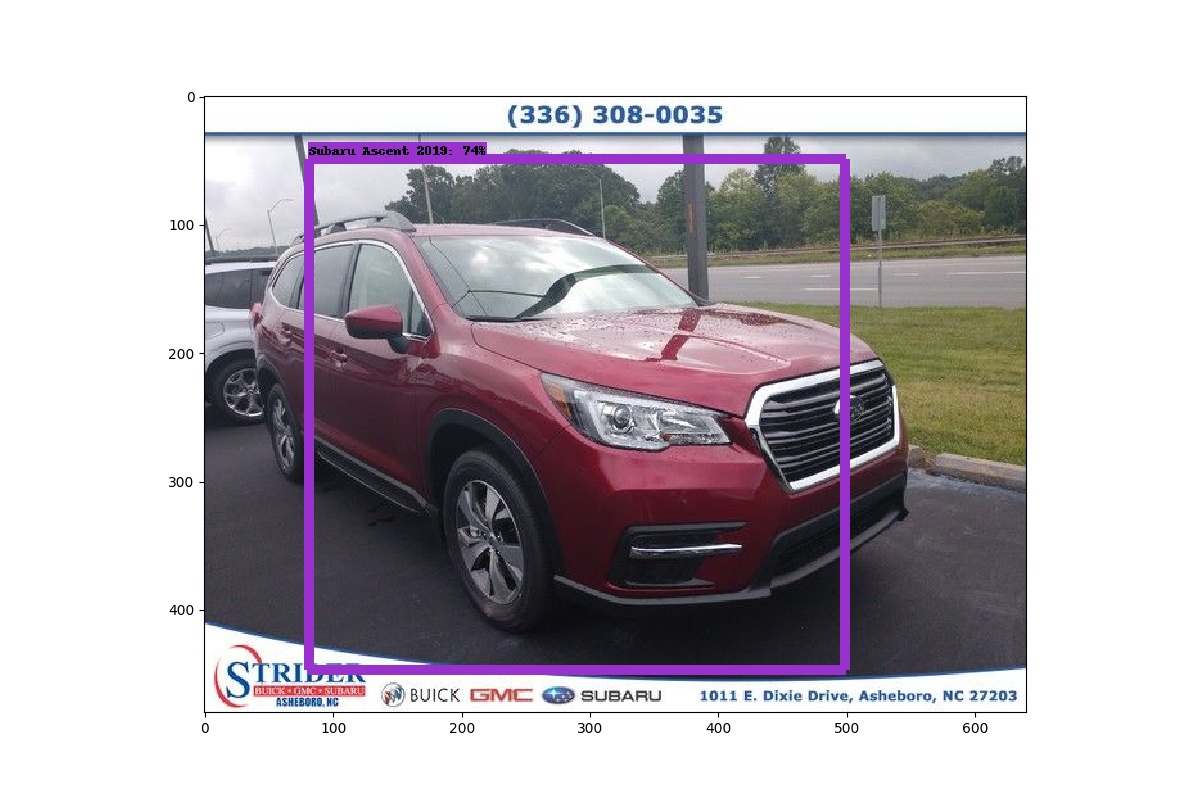 (336) 308-0035
Subaru Ascent 2019: 74%
0
100
200
300
400
STRIDER
BUICK • GMC • SUBARU
ASHEBORO, NC
BUICK GMC SUBARU
1011 E. Dixie Drive, Asheboro, NC 27203
0 100 200 300 400 500 600